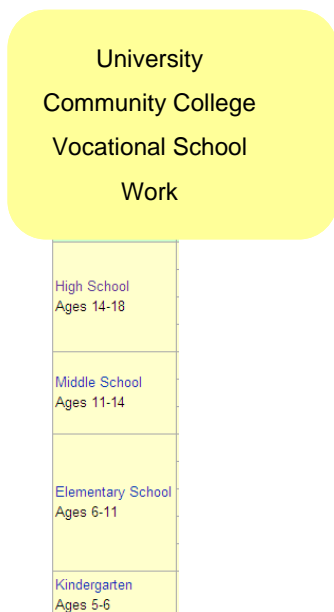 University
Community College
Vocational School
Work
High School
Ages 14-18
Middle School
Ages 11-14
Elementary School
Ages 6-11
Kindergarten
Ages 5-6